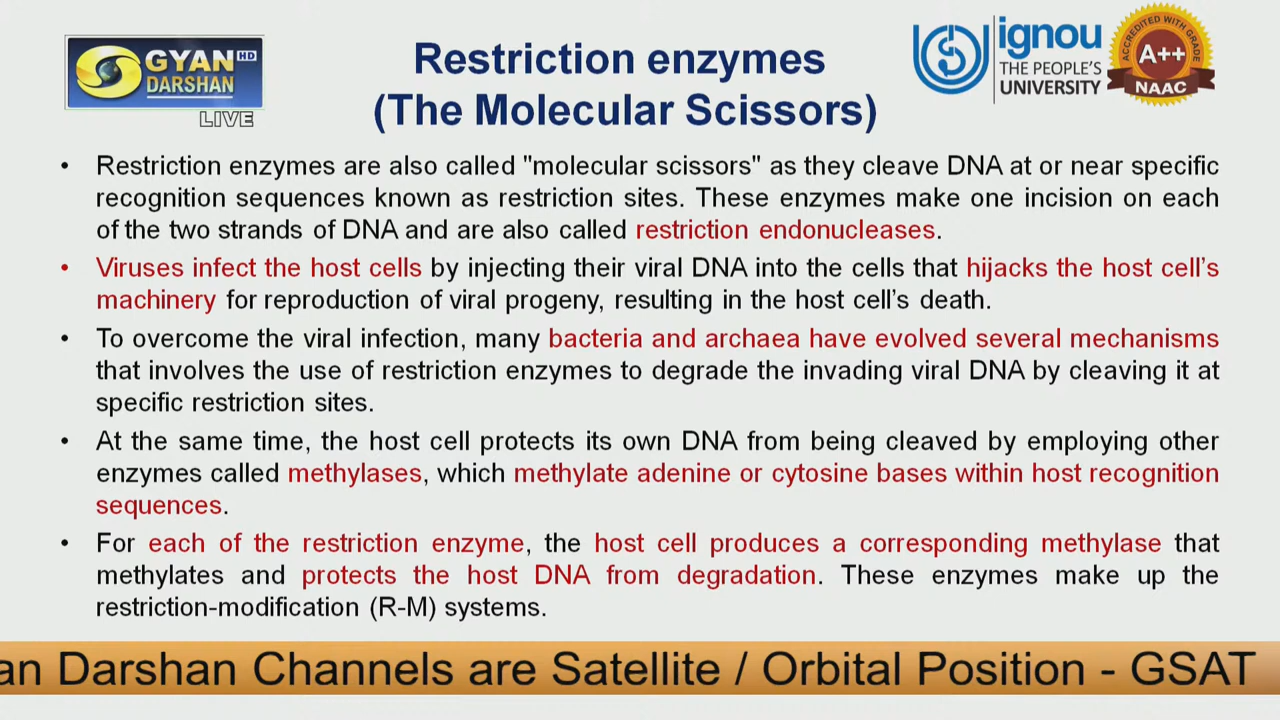 GYAN HD
DARSHAN
LIVE
Restriction enzymes
(The Molecular Scissors)
ignou
THE PEOPLE'S
UNIVERSITY
ACCREDITED WITH GRADE
A++
NAAC
• Restriction enzymes are also called "molecular scissors" as they cleave DNA at or near specific
recognition sequences known as restriction sites. These enzymes make one incision on each
of the two strands of DNA and are also called restriction endonucleases.
• Viruses infect the host cells by injecting their viral DNA into the cells that hijacks the host cell's
machinery for reproduction of viral progeny, resulting in the host cell's death.
• To overcome the viral infection, many bacteria and archaea have evolved several mechanisms
that involves the use of restriction enzymes to degrade the invading viral DNA by cleaving it at
specific restriction sites.
• At the same time, the host cell protects its own DNA from being cleaved by employing other
enzymes called methylases, which methylate adenine or cytosine bases within host recognition
sequences.
• For each of the restriction enzyme, the host cell produces a corresponding methylase that
methylates and protects the host DNA from degradation. These enzymes make up the
restriction-modification (R-M) systems.
an Darshan Channels are Satellite / Orbital Position - GSAT